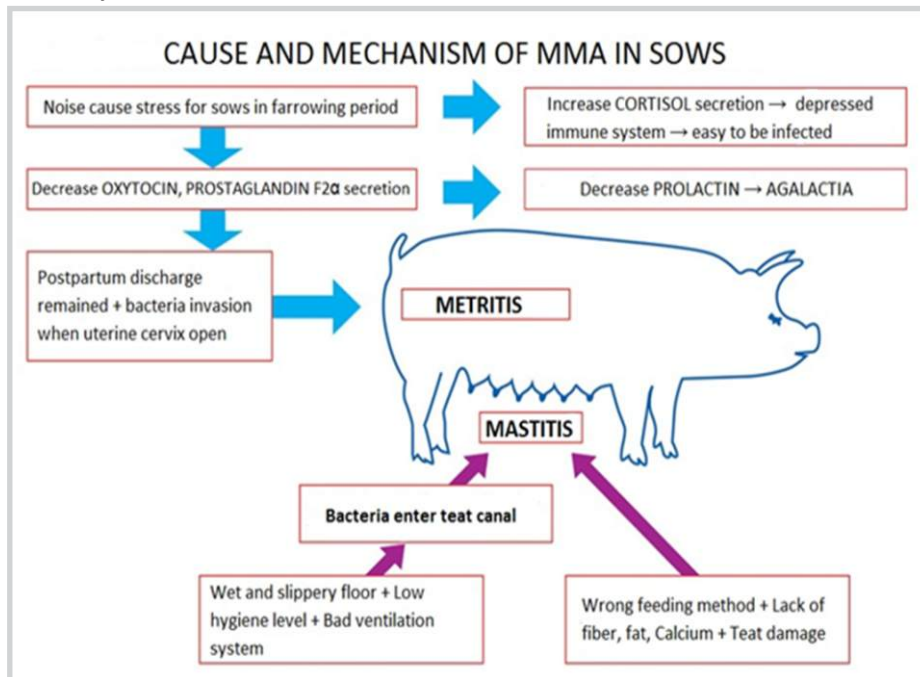 CAUSE AND MECHANISM OF MMA IN SOWS
Noise cause stress for sows in farrowing period
Increase CORTISOL secretion → depressed
immune system → easy to be infected
Decrease OXYTOCIN, PROSTAGLANDIN F2α secretion
Decrease PROLACTIN → AGALACTIA
Postpartum discharge
remained + bacteria invasion
when uterine cervix open
METRITIS
MASTITIS
Bacteria enter teat canal
Wet and slippery floor + Low
hygiene level + Bad ventilation
system
Wrong feeding method + Lack of
fiber, fat, Calcium + Teat damage